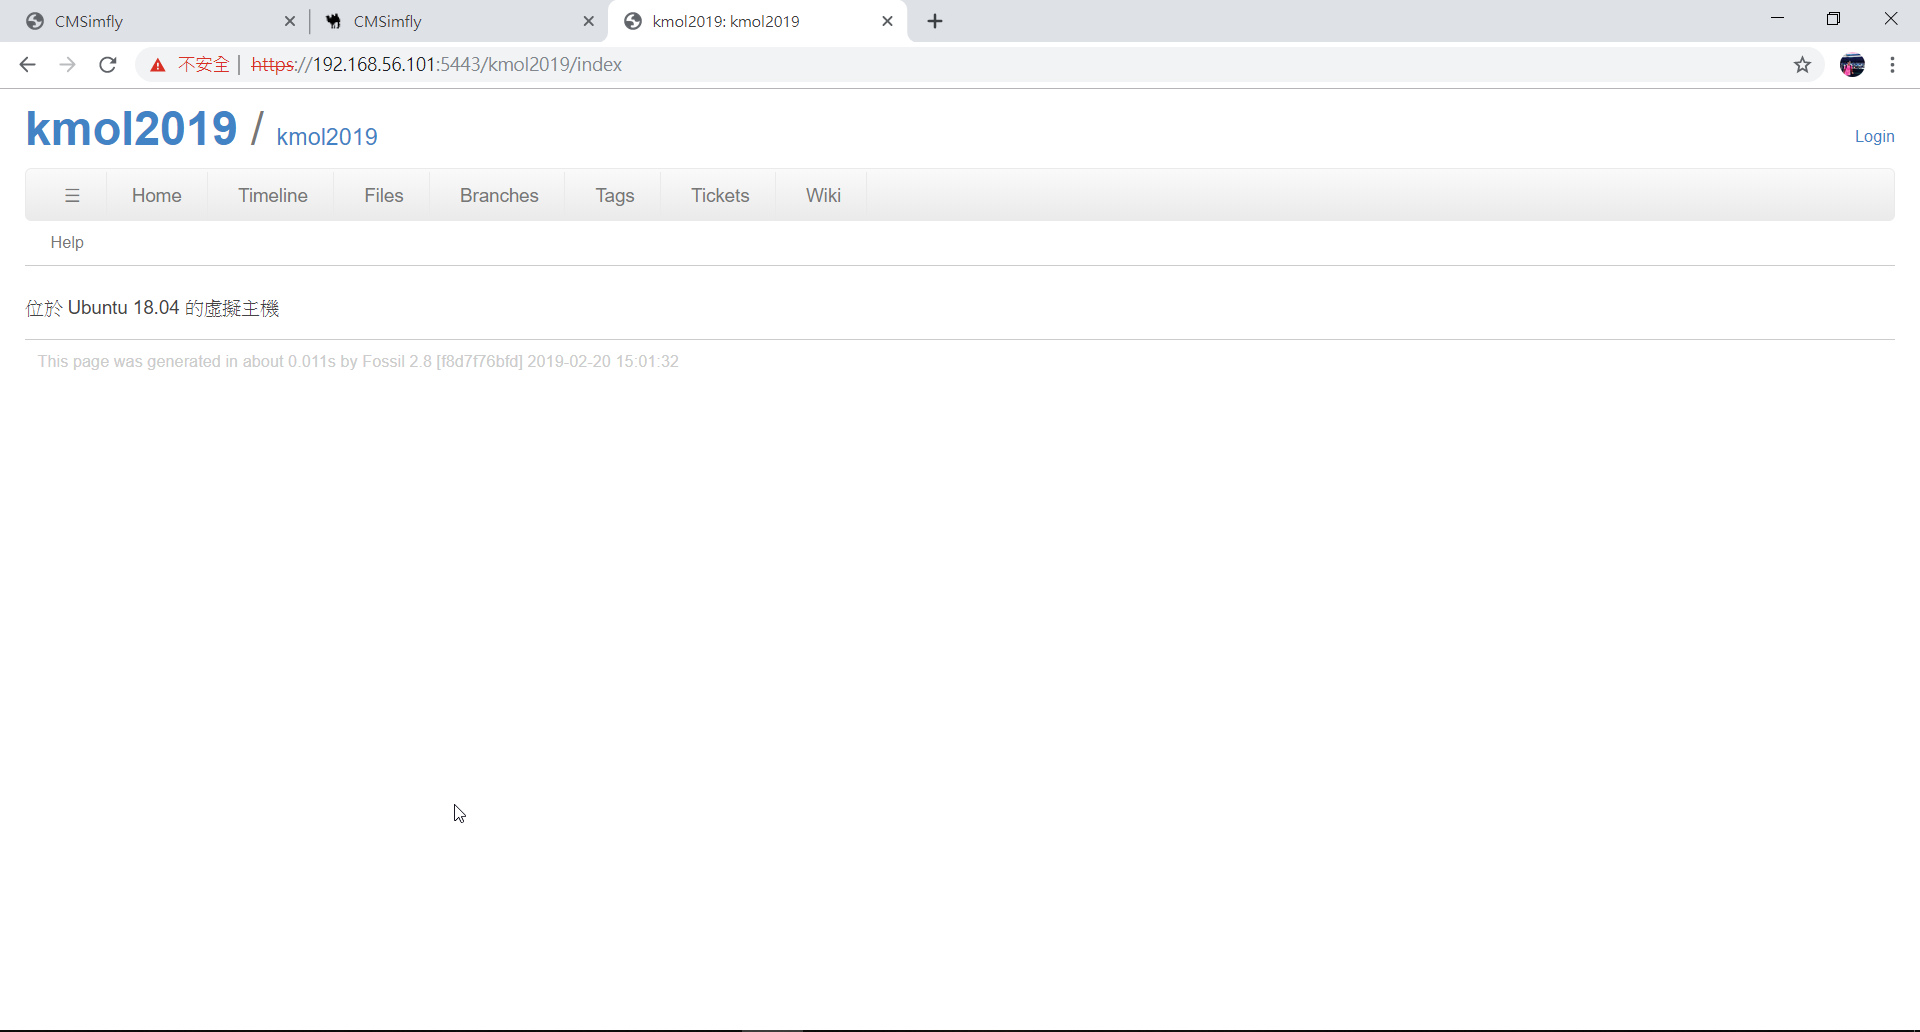 CMSimfly
CMSimfly
kmol2019: kmol2019
不安全 | https://192.168.56.101:5443/kmol2019/index
kmol2019 / kmol2019
Login
☰ Home Timeline Files Branches Tags Tickets Wiki
Help
位於 Ubuntu 18.04 的虛擬主機
This page was generated in about 0.011s by Fossil 2.8 [f8d7f76bfd] 2019-02-20 15:01:32